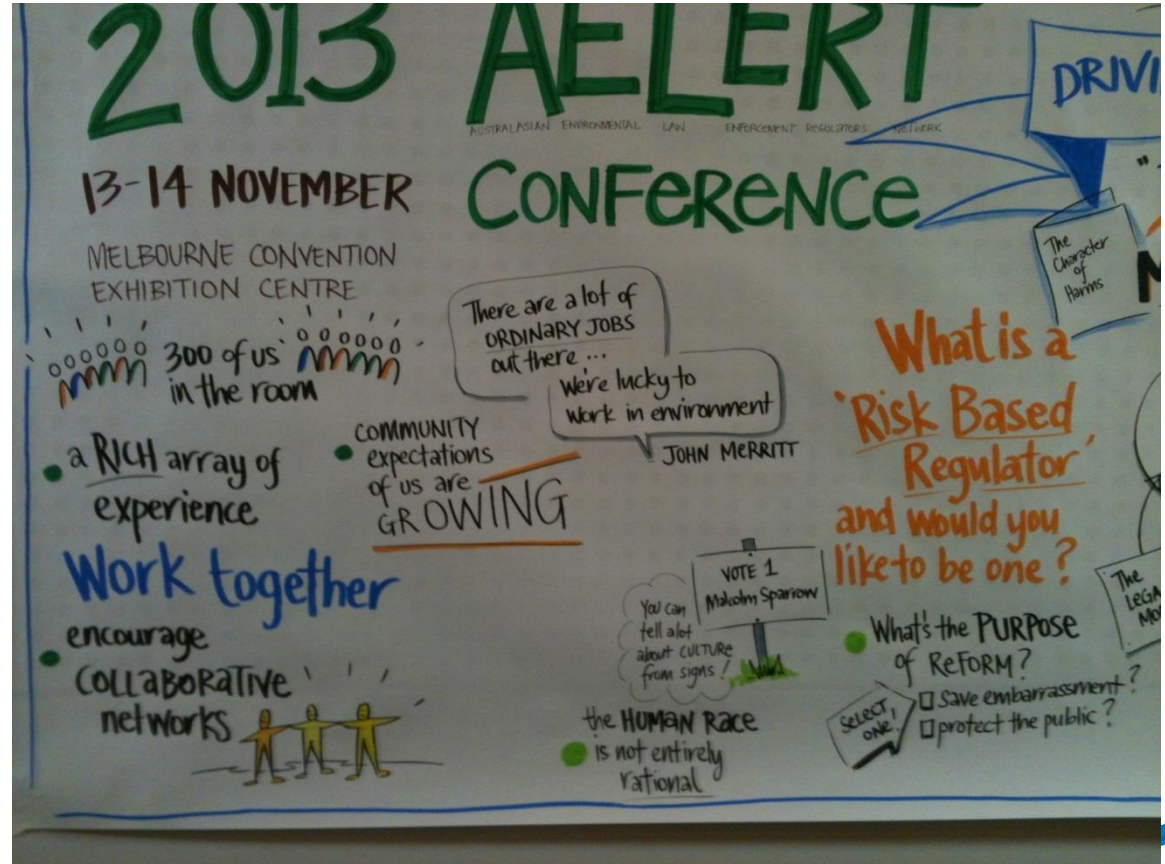 2013 AELERT
AUSTRALASIAN ENVIRONMENTAL LAW ENFORCEMENT REGULATORS NETWORK
CONFERENCE
13-14 NOVEMBER
MELBOURNE CONVENTION
EXHIBITION CENTRE
300 of us
in the room
• a RICH array of
experience
• COMMUNITY
expectations
of us are
GROWING
There are a lot of
ORDINARY JOBS
out there ...
We're lucky to
work in environment
JOHN MERRITT
Work together
• encourage
COLLABORATIVE
networks
VOTE 1
Malcolm Sparrow
You can
tell a lot
about CULTURE
from signs!
the HUMAN RACE
• is not entirely
rational
DRIVI
The
Character
of
Harms
What is a
'Risk Based
Regulator'
and would you
like to be one?
• What's the PURPOSE
of REFORM?
SELECT
ONE!
□ Save embarrassment?
□ protect the public?
The
LEGA